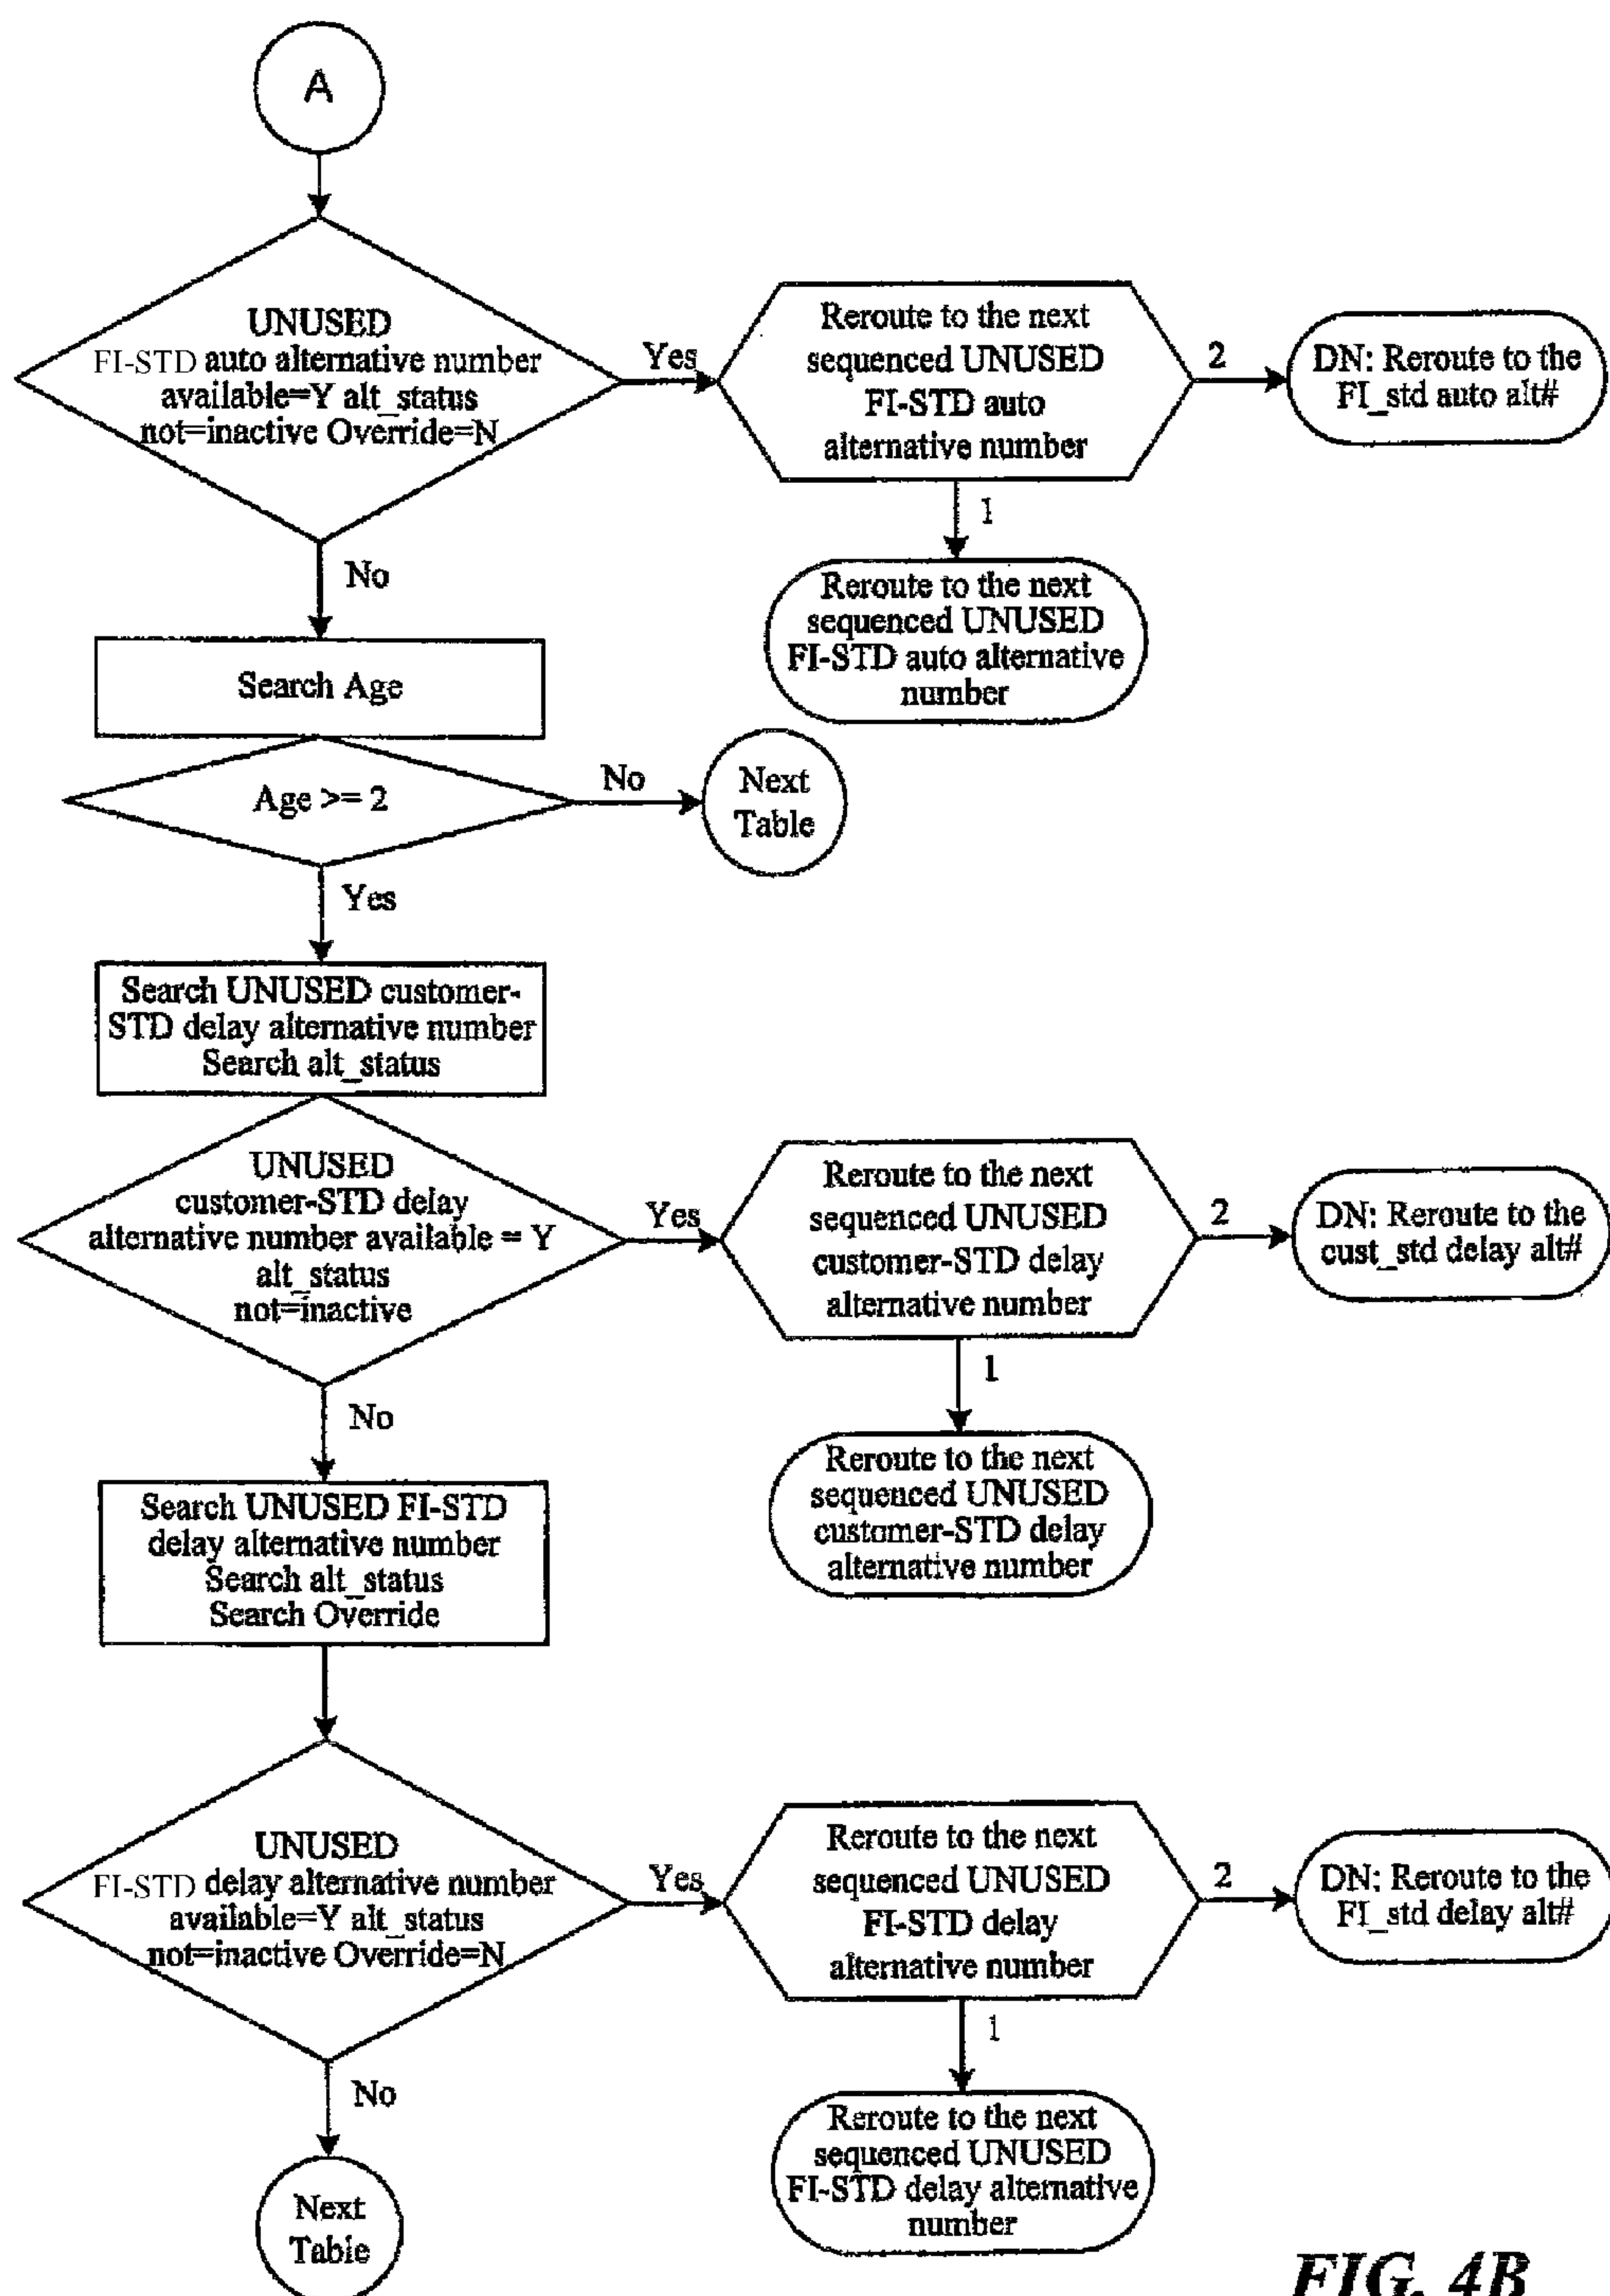 A
UNUSED
FI-STD auto alternative number
available=Y alt_status
not=inactive Override=N
Yes
Reroute to the next
sequenced UNUSED
FI-STD auto
alternative number
2
DN: Reroute to the
FI_std auto alt#
1
Reroute to the next
sequenced UNUSED
FI-STD auto alternative
number
No
Search Age
Age >= 2
No
Next
Table
Yes
Search UNUSED customer-
STD delay alternative number
Search alt_status
UNUSED
customer-STD delay
alternative number available = Y
alt_status
not=inactive
Yes
Reroute to the next
sequenced UNUSED
customer-STD delay
alternative number
2
DN: Reroute to the
cust_std delay alt#
1
Reroute to the next
sequenced UNUSED
customer-STD delay
alternative number
No
Search UNUSED FI-STD
delay alternative number
Search alt_status
Search Override
UNUSED
FI-STD delay alternative number
available=Y alt_status
not=inactive Override=N
Yes
Reroute to the next
sequenced UNUSED
FI-STD delay
alternative number
2
DN: Reroute to the
FI_std delay alt#
1
Reroute to the next
sequenced UNUSED
FI-STD delay alternative
number
No
Next
Table
FIG. 4B